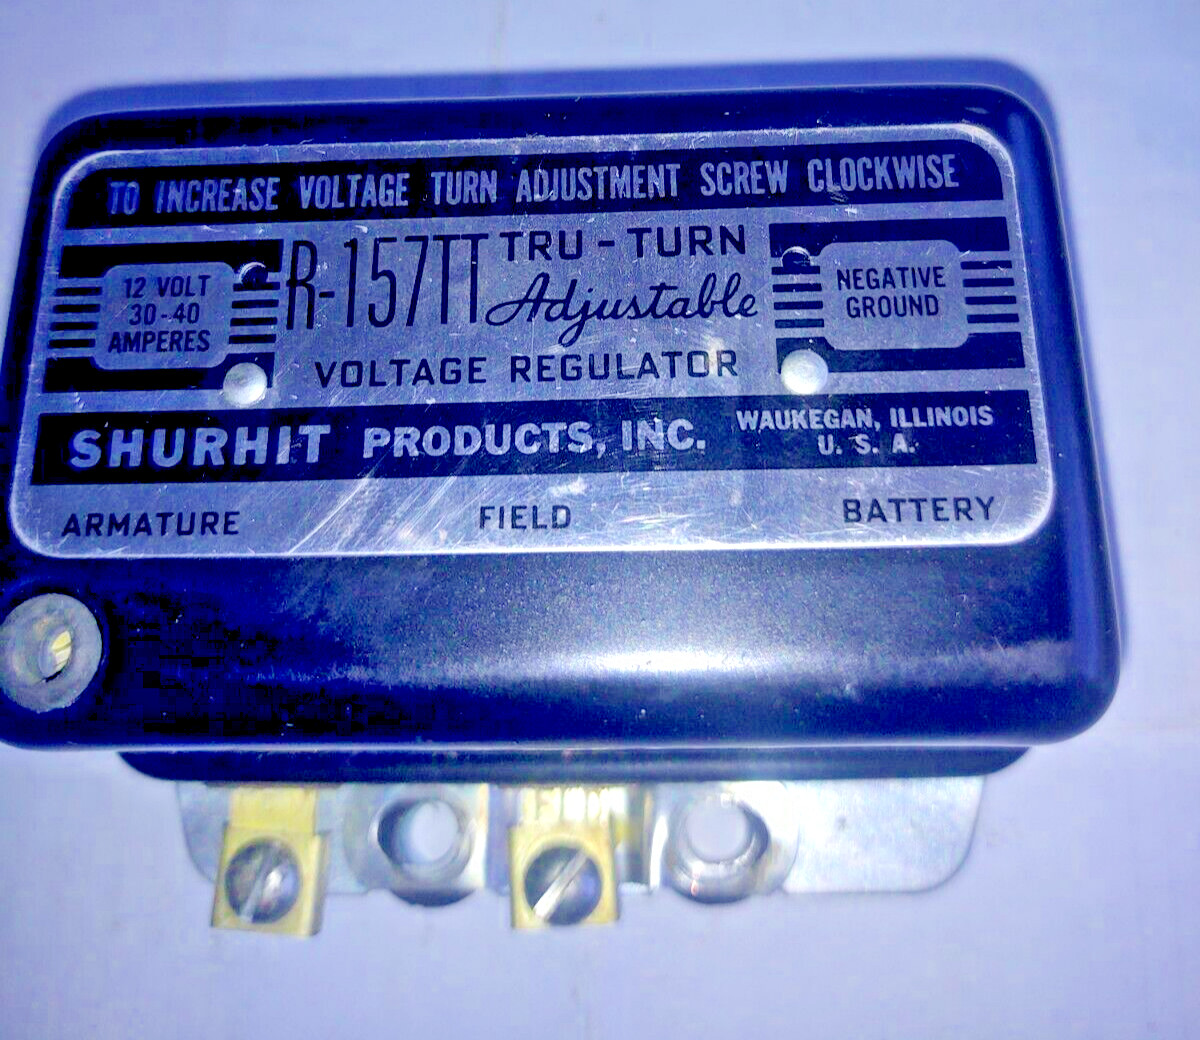 TO INCREASE VOLTAGE TURN ADJUSTMENT SCREW CLOCKWISE
12 VOLT
30-40
AMPERES
R-157TT
TRU-TURN
Adjustable
VOLTAGE REGULATOR
NEGATIVE
GROUND
SHURHIT PRODUCTS, INC.
WAUKEGAN, ILLINOIS
U. S. A.
ARMATURE FIELD BATTERY